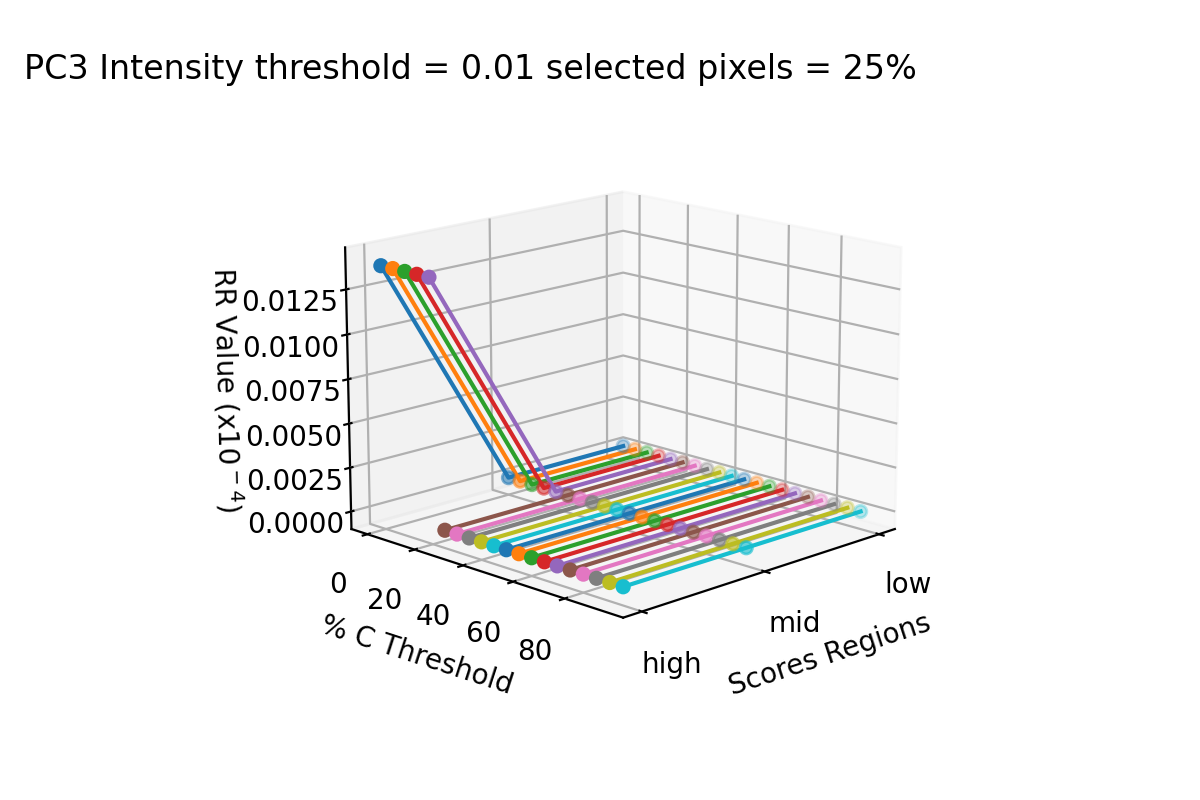 PC3 Intensity threshold = 0.01 selected pixels = 25%
RR Value (x10⁻⁴)
0.0125
0.0100
0.0075
0.0050
0.0025
0.0000
0
20
40
60
80
% C Threshold
high
mid
low
Scores Regions